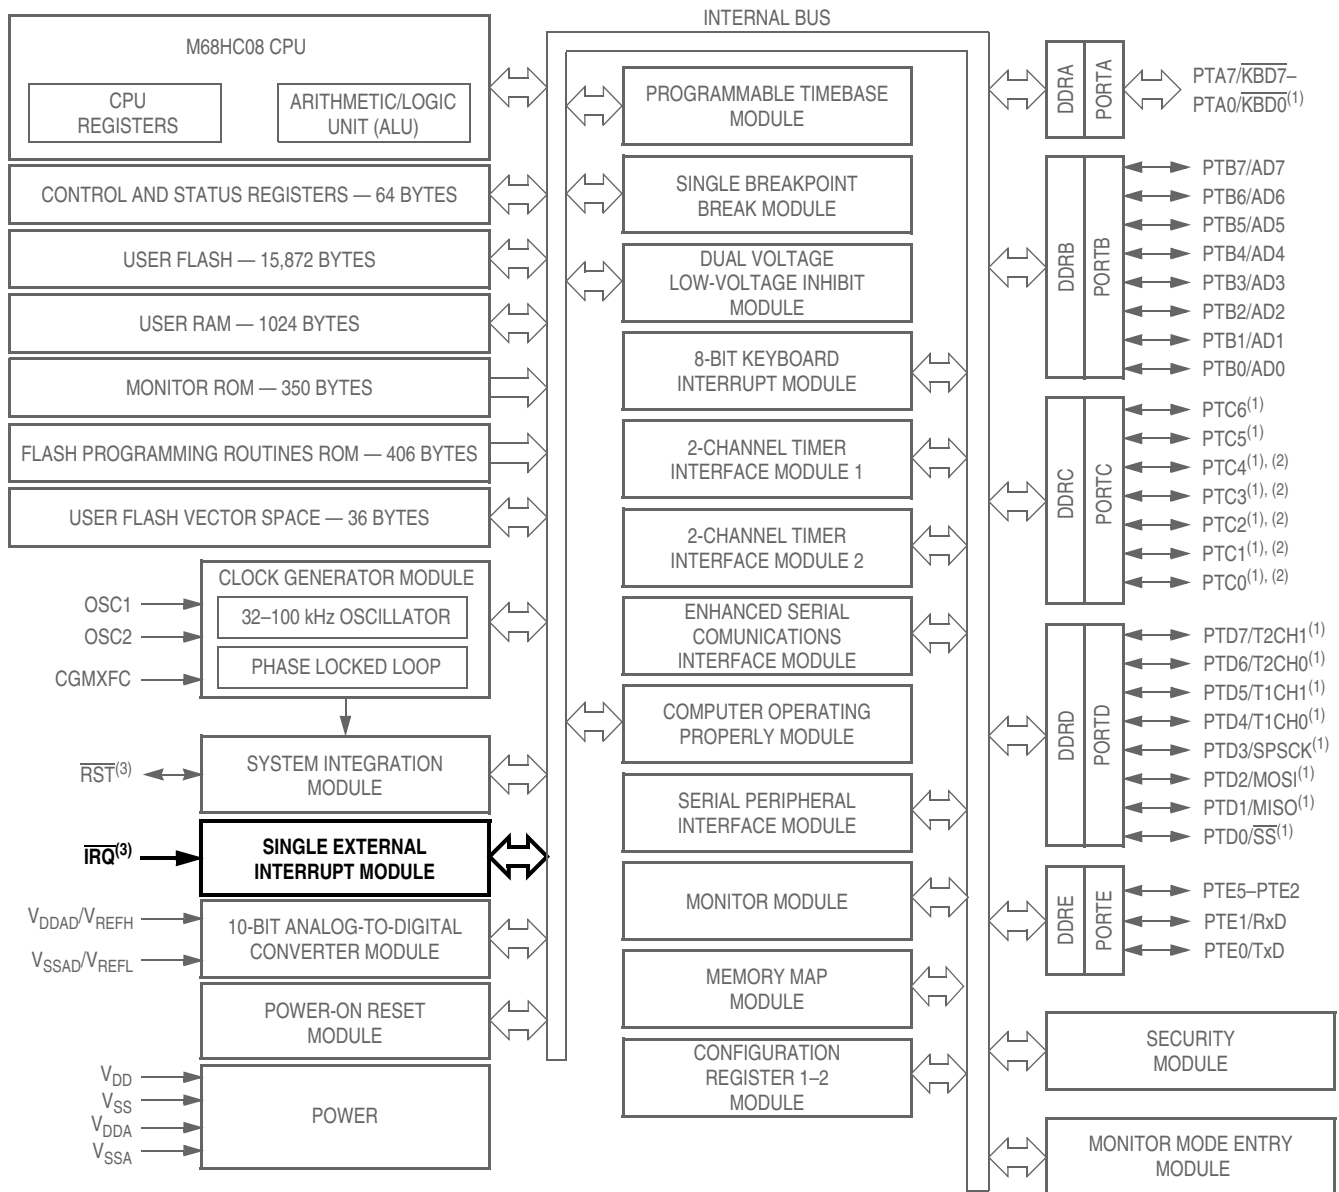 INTERNAL BUS
M68HC08 CPU
CPU
REGISTERS
ARITHMETIC/LOGIC
UNIT (ALU)
CONTROL AND STATUS REGISTERS — 64 BYTES
USER FLASH — 15,872 BYTES
USER RAM — 1024 BYTES
MONITOR ROM — 350 BYTES
FLASH PROGRAMMING ROUTINES ROM — 406 BYTES
USER FLASH VECTOR SPACE — 36 BYTES
CLOCK GENERATOR MODULE
32–100 kHz OSCILLATOR
PHASE LOCKED LOOP
OSC1
OSC2
CGMXFC
SYSTEM INTEGRATION
MODULE
RST(3)
SINGLE EXTERNAL
INTERRUPT MODULE
IRQ(3)
10-BIT ANALOG-TO-DIGITAL
CONVERTER MODULE
VDDAD/VREFH
VSSAD/VREFL
POWER-ON RESET
MODULE
POWER
VDD
VSS
VDDA
VSSA
PROGRAMMABLE TIMEBASE
MODULE
SINGLE BREAKPOINT
BREAK MODULE
DUAL VOLTAGE
LOW-VOLTAGE INHIBIT
MODULE
8-BIT KEYBOARD
INTERRUPT MODULE
2-CHANNEL TIMER
INTERFACE MODULE 1
2-CHANNEL TIMER
INTERFACE MODULE 2
ENHANCED SERIAL
COMUNICATIONS
INTERFACE MODULE
COMPUTER OPERATING
PROPERLY MODULE
SERIAL PERIPHERAL
INTERFACE MODULE
MONITOR MODULE
MEMORY MAP
MODULE
CONFIGURATION
REGISTER 1–2
MODULE
DDRA
PORTA
PTA7/KBD7–
PTA0/KBD0(1)
DDRB
PORTB
PTB7/AD7
PTB6/AD6
PTB5/AD5
PTB4/AD4
PTB3/AD3
PTB2/AD2
PTB1/AD1
PTB0/AD0
DDRC
PORTC
PTC6(1)
PTC5(1)
PTC4(1), (2)
PTC3(1), (2)
PTC2(1), (2)
PTC1(1), (2)
PTC0(1), (2)
DDRD
PORTD
PTD7/T2CH1(1)
PTD6/T2CH0(1)
PTD5/T1CH1(1)
PTD4/T1CH0(1)
PTD3/SPSCK(1)
PTD2/MOSI(1)
PTD1/MISO(1)
PTD0/SS(1)
DDRE
PORTE
PTE5–PTE2
PTE1/RxD
PTE0/TxD
SECURITY
MODULE
MONITOR MODE ENTRY
MODULE